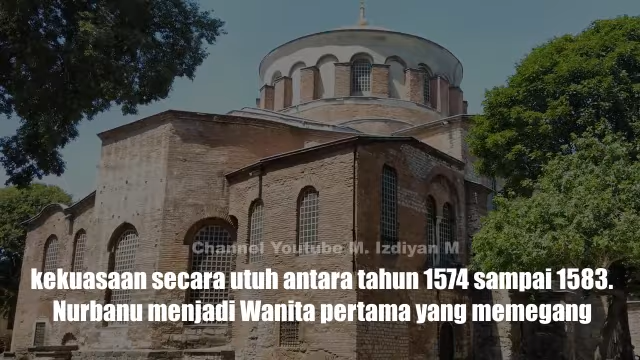 Channel Youtube M. Izdiyan M
kekuasaan secara utuh antara tahun 1574 sampai 1583.
Nurbanu menjadi Wanita pertama yang memegang